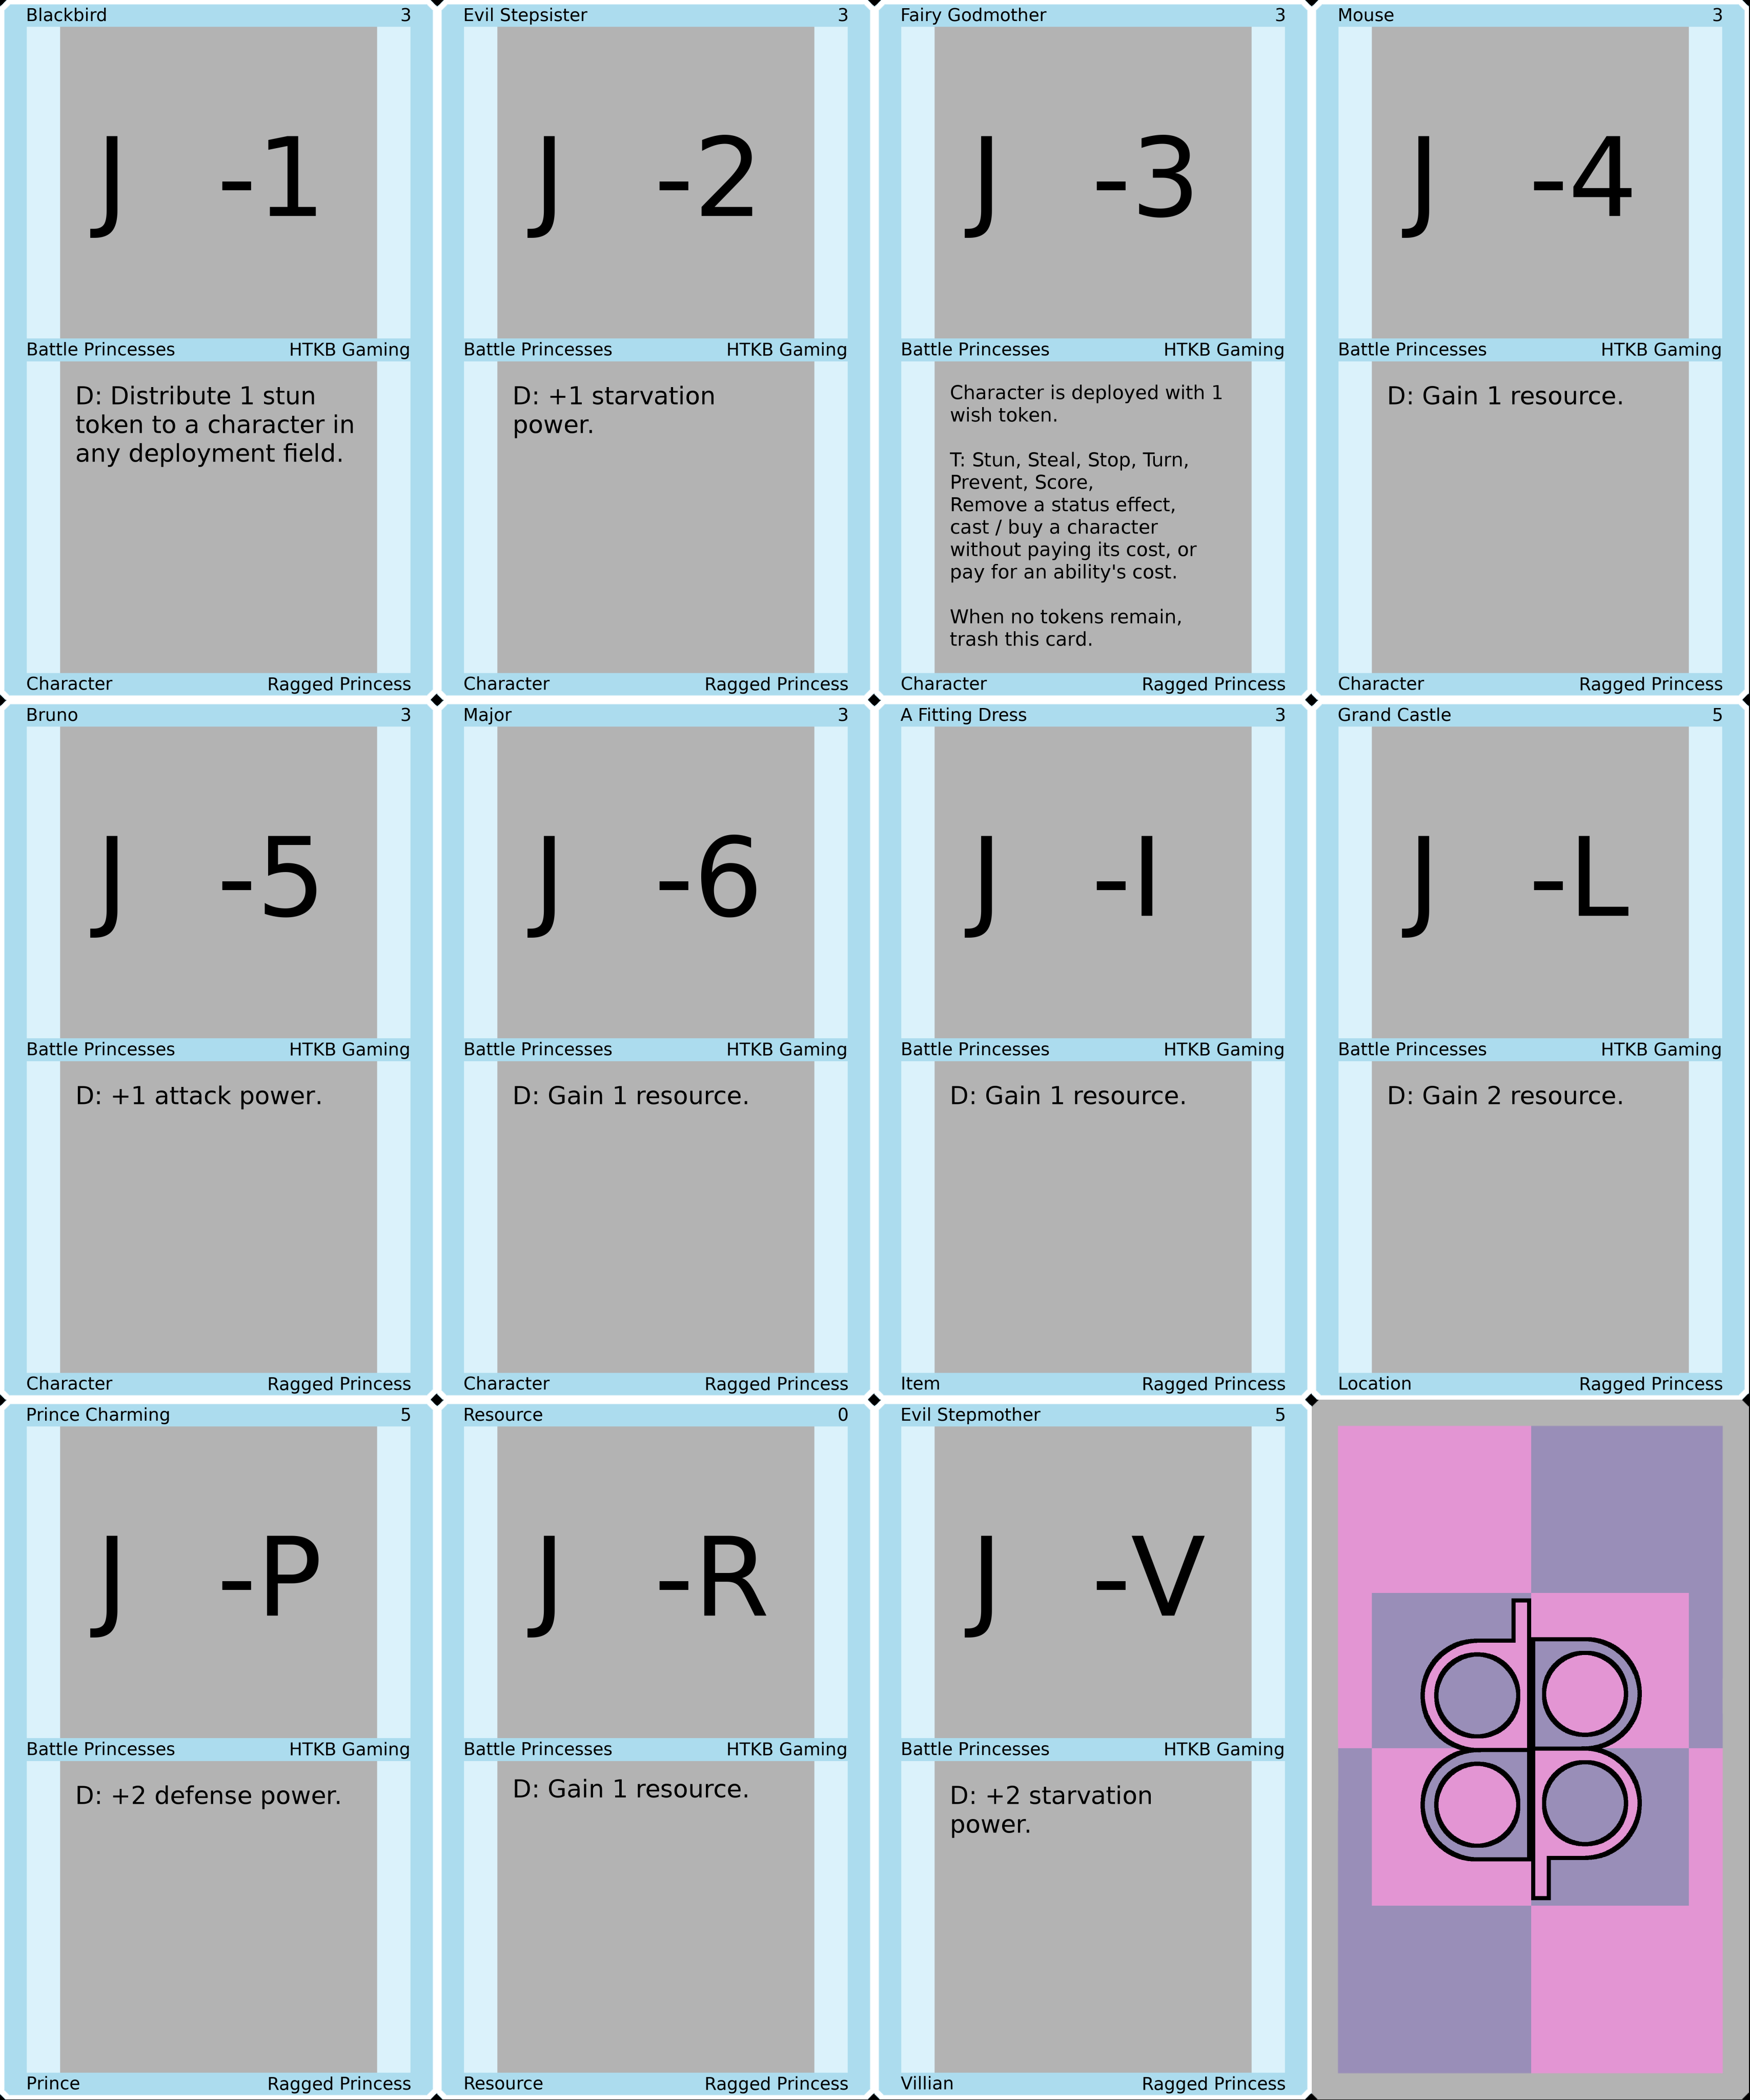 Blackbird 3
J -1
Battle Princesses HTKB Gaming
D: Distribute 1 stun
token to a character in
any deployment field.
Character Ragged Princess
Evil Stepsister 3
J -2
Battle Princesses HTKB Gaming
D: +1 starvation
power.
Character Ragged Princess
Fairy Godmother 3
J -3
Battle Princesses HTKB Gaming
Character is deployed with 1
wish token.
T: Stun, Steal, Stop, Turn,
Prevent, Score,
Remove a status effect,
cast / buy a character
without paying its cost, or
pay for an ability's cost.
When no tokens remain,
trash this card.
Character Ragged Princess
Mouse 3
J -4
Battle Princesses HTKB Gaming
D: Gain 1 resource.
Character Ragged Princess
Bruno 3
J -5
Battle Princesses HTKB Gaming
D: +1 attack power.
Character Ragged Princess
Major 3
J -6
Battle Princesses HTKB Gaming
D: Gain 1 resource.
Character Ragged Princess
A Fitting Dress 3
J -I
Battle Princesses HTKB Gaming
D: Gain 1 resource.
Item Ragged Princess
Grand Castle 5
J -L
Battle Princesses HTKB Gaming
D: Gain 2 resource.
Location Ragged Princess
Prince Charming 5
J -P
Battle Princesses HTKB Gaming
D: +2 defense power.
Prince Ragged Princess
Resource 0
J -R
Battle Princesses HTKB Gaming
D: Gain 1 resource.
Resource Ragged Princess
Evil Stepmother 5
J -V
Battle Princesses HTKB Gaming
D: +2 starvation
power.
Villian Ragged Princess